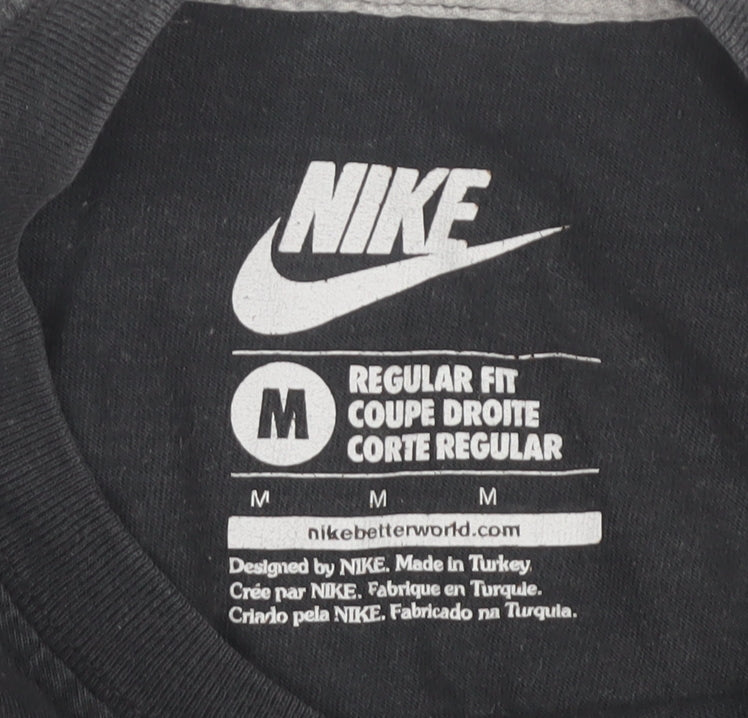 NIKE
M
REGULAR FIT
COUPE DROITE
CORTE REGULAR
M M M
nikebetterworld.com
Designed by NIKE. Made in Turkey.
Crée par NIKE. Fabrique en Turquie.
Criado pela NIKE. Fabricado na Turquia.